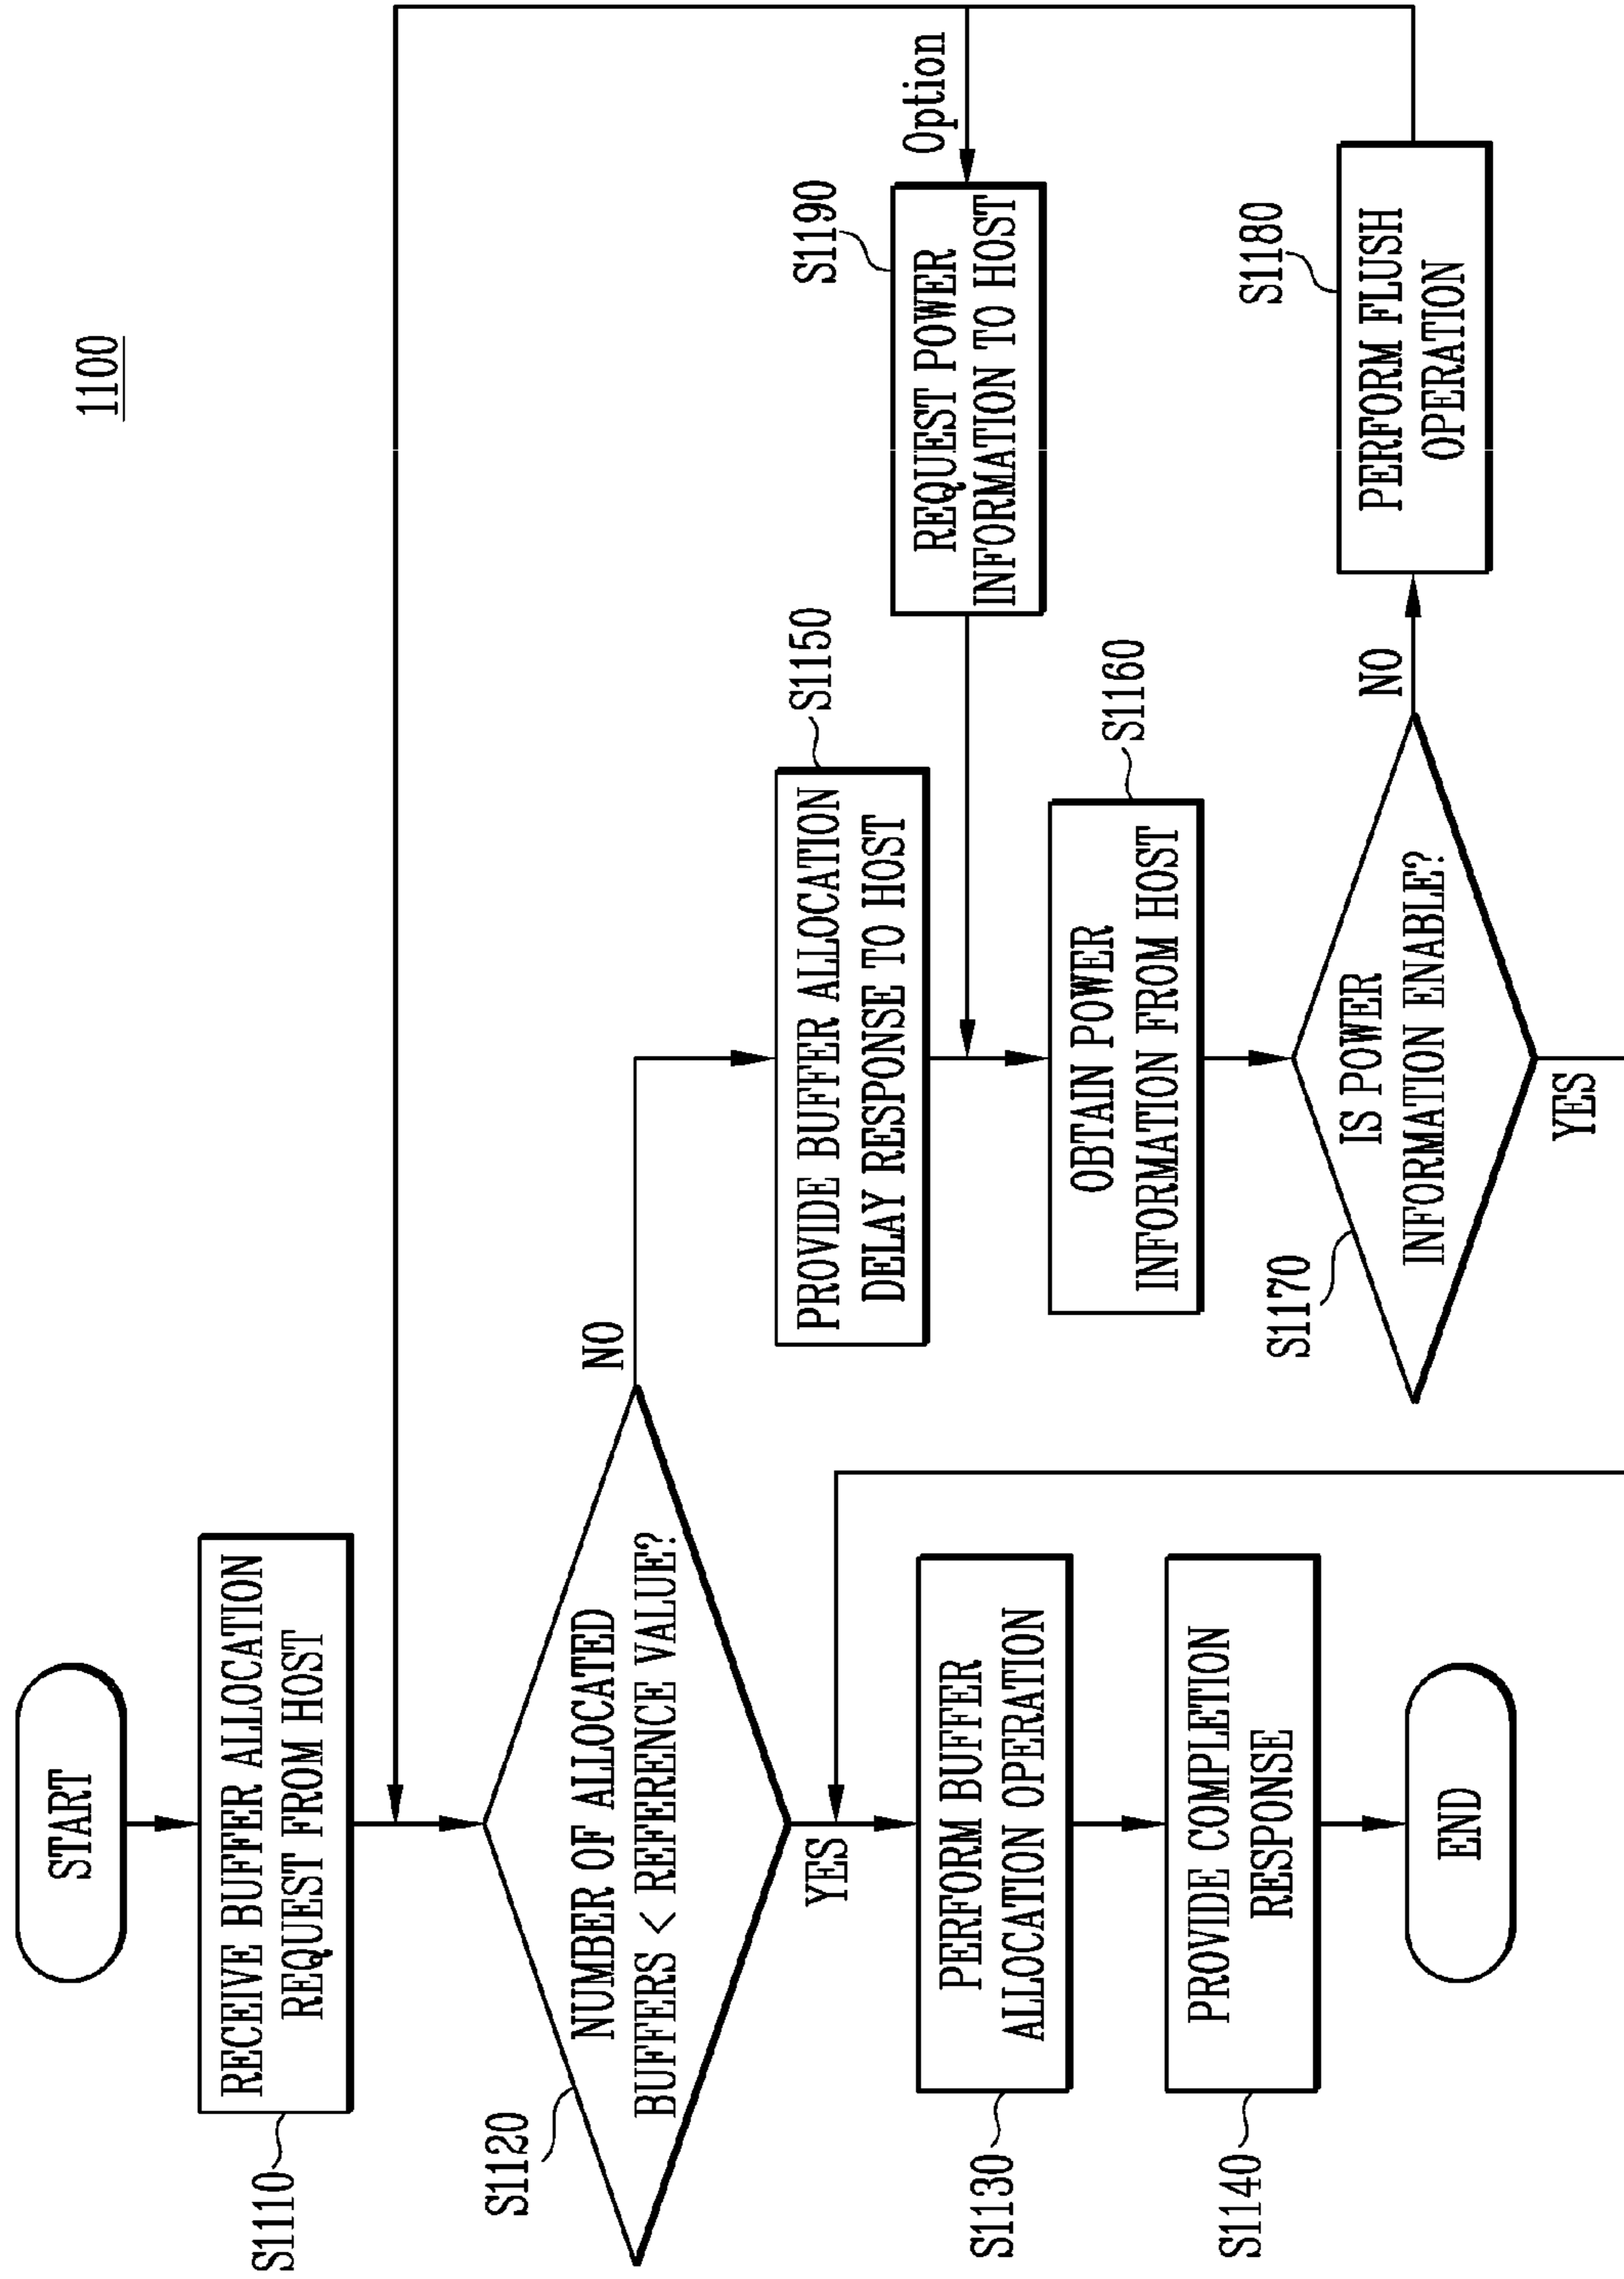 1100
START
RECEIVE BUFFER ALLOCATION
REQUEST FROM HOST
S1110
NUMBER OF ALLOCATED
BUFFERS < REFERENCE VALUE?
S1120
NO
YES
PERFORM BUFFER
ALLOCATION OPERATION
S1130
PROVIDE COMPLETION
RESPONSE
S1140
END
PROVIDE BUFFER ALLOCATION
DELAY RESPONSE TO HOST
S1150
OBTAIN POWER
INFORMATION FROM HOST
S1160
IS POWER
INFORMATION ENABLE?
S1170
NO
YES
PERFORM FLUSH
OPERATION
S1180
REQUEST POWER
INFORMATION TO HOST
S1190
Option